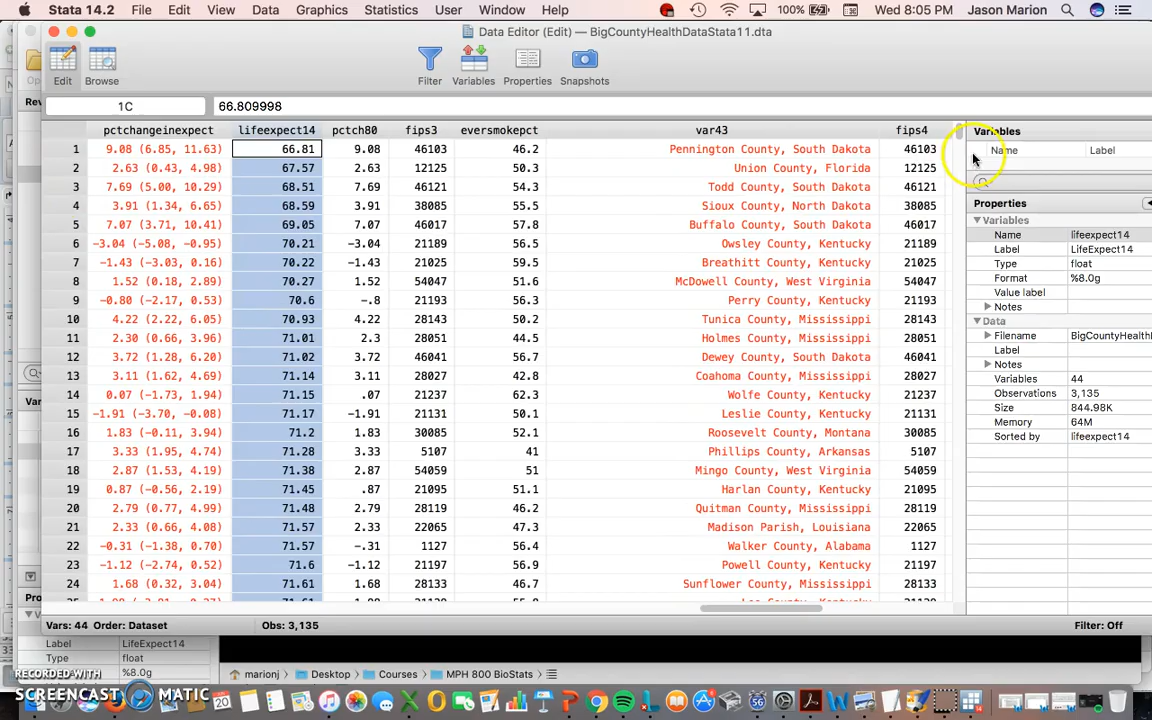 Stata 14.2 File Edit View Data Graphics Statistics User Window Help 100% Wed 8:05 PM Jason Marion
Data Editor (Edit) — BigCountyHealthDataStata11.dta
Edit Browse Filter Variables Properties Snapshots
1C 66.809998
pctchangeinexpect lifeexpect14 pctch80 fips3 eversmokepct var43 fips4
1 9.08 (6.85, 11.63) 66.81 9.08 46103 46.2 Pennington County, South Dakota 46103
2 2.63 (0.43, 4.98) 67.57 2.63 12125 50.3 Union County, Florida 12125
3 7.69 (5.00, 10.29) 68.51 7.69 46121 54.3 Todd County, South Dakota 46121
4 3.91 (1.34, 6.65) 68.59 3.91 38085 55.5 Sioux County, North Dakota 38085
5 7.07 (3.71, 10.41) 69.05 7.07 46017 57.8 Buffalo County, South Dakota 46017
6 -3.04 (-5.08, -0.95) 70.21 -3.04 21189 56.5 Owsley County, Kentucky 21189
7 -1.43 (-3.03, 0.16) 70.22 -1.43 21025 59.5 Breathitt County, Kentucky 21025
8 1.52 (0.18, 2.89) 70.27 1.52 54047 51.6 McDowell County, West Virginia 54047
9 -0.80 (-2.17, 0.53) 70.6 -.8 21193 56.3 Perry County, Kentucky 21193
10 4.22 (2.22, 6.05) 70.93 4.22 28143 50.2 Tunica County, Mississippi 28143
11 2.30 (0.66, 3.96) 71.01 2.3 28051 44.5 Holmes County, Mississippi 28051
12 3.72 (1.28, 6.20) 71.02 3.72 46041 56.7 Dewey County, South Dakota 46041
13 3.11 (1.62, 4.69) 71.14 3.11 28027 42.8 Coahoma County, Mississippi 28027
14 0.07 (-1.73, 1.94) 71.15 .07 21237 62.3 Wolfe County, Kentucky 21237
15 -1.91 (-3.70, -0.08) 71.17 -1.91 21131 50.1 Leslie County, Kentucky 21131
16 1.83 (-0.11, 3.94) 71.2 1.83 30085 52.1 Roosevelt County, Montana 30085
17 3.33 (1.95, 4.74) 71.28 3.33 5107 41 Phillips County, Arkansas 5107
18 2.87 (1.53, 4.19) 71.38 2.87 54059 51 Mingo County, West Virginia 54059
19 0.87 (-0.56, 2.19) 71.45 .87 21095 51.1 Harlan County, Kentucky 21095
20 2.79 (0.77, 4.99) 71.48 2.79 28119 46.2 Quitman County, Mississippi 28119
21 2.33 (0.66, 4.08) 71.57 2.33 22065 47.3 Madison Parish, Louisiana 22065
22 -0.31 (-1.38, 0.70) 71.57 -.31 1127 56.4 Walker County, Alabama 1127
23 -1.12 (-2.74, 0.52) 71.6 -1.12 21197 56.9 Powell County, Kentucky 21197
24 1.68 (0.32, 3.04) 71.61 1.68 28133 46.7 Sunflower County, Mississippi 28133
Variables
Name Label
Properties
Variables
Name lifeexpect14
Label LifeExpect14
Type float
Format %8.0g
Value label
Notes
Data
Filename BigCountyHealth
Label
Notes
Variables 44
Observations 3,135
Size 844.98K
Memory 64M
Sorted by lifeexpect14
Vars: 44 Order: Dataset Obs: 3,135 Filter: Off
Label LifeExpect14
Type float
%8.0g
marionj Desktop Courses MPH 800 BioStats
RECORDED WITH
SCREENCAST MATIC